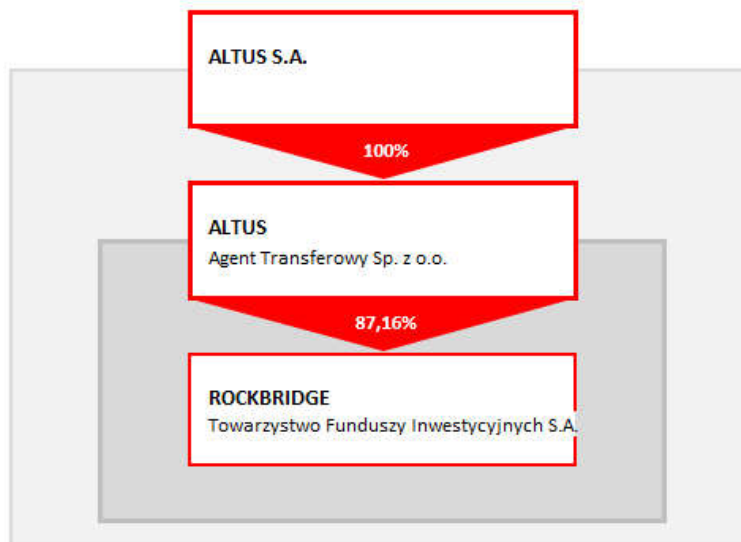 ALTUS S.A.
100%
ALTUS
Agent Transferowy Sp. z o.o.
87,16%
ROCKBRIDGE
Towarzystwo Funduszy Inwestycyjnych S.A.